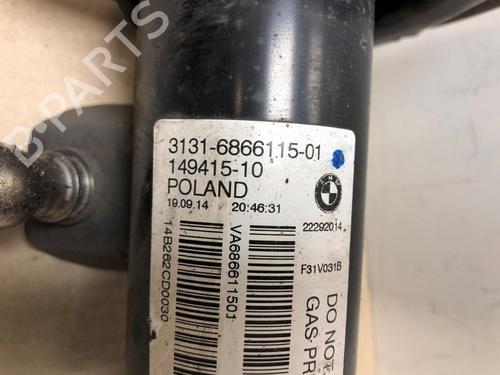 3131-6866115-01
149415-10
POLAND
19.09.14 20:46:31
22292014
F31V031B
14B262CD0030
VA686611501
DO NOT
GAS PR
B-PARTS